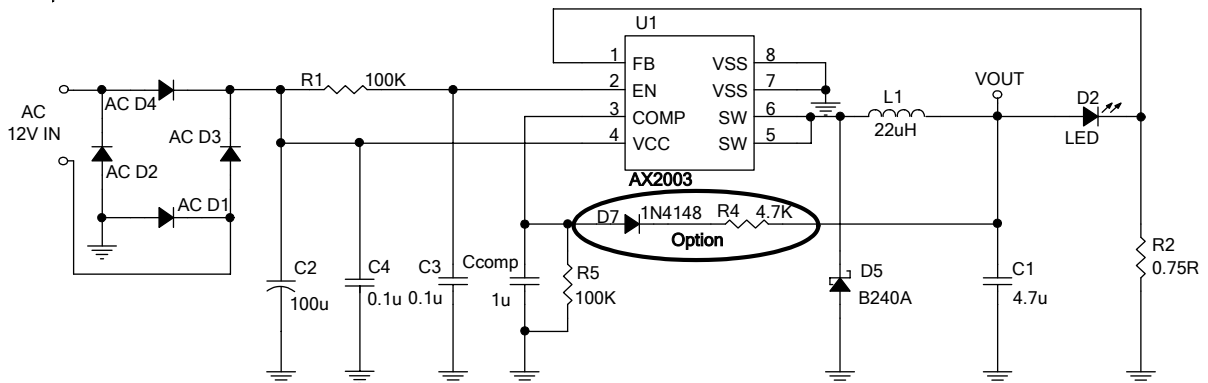 U1
1 FB VSS 8
2 EN VSS 7
3 COMP SW 6
4 VCC SW 5
AX2003
R1 100K
AC
12V IN
AC D4
AC D3
AC D2
AC D1
L1
22uH
VOUT
D2
LED
D7 1N4148 R4 4.7K
Option
C2
100u
C4
0.1u
C3
0.1u
Ccomp
1u
R5
100K
D5
B240A
C1
4.7u
R2
0.75R